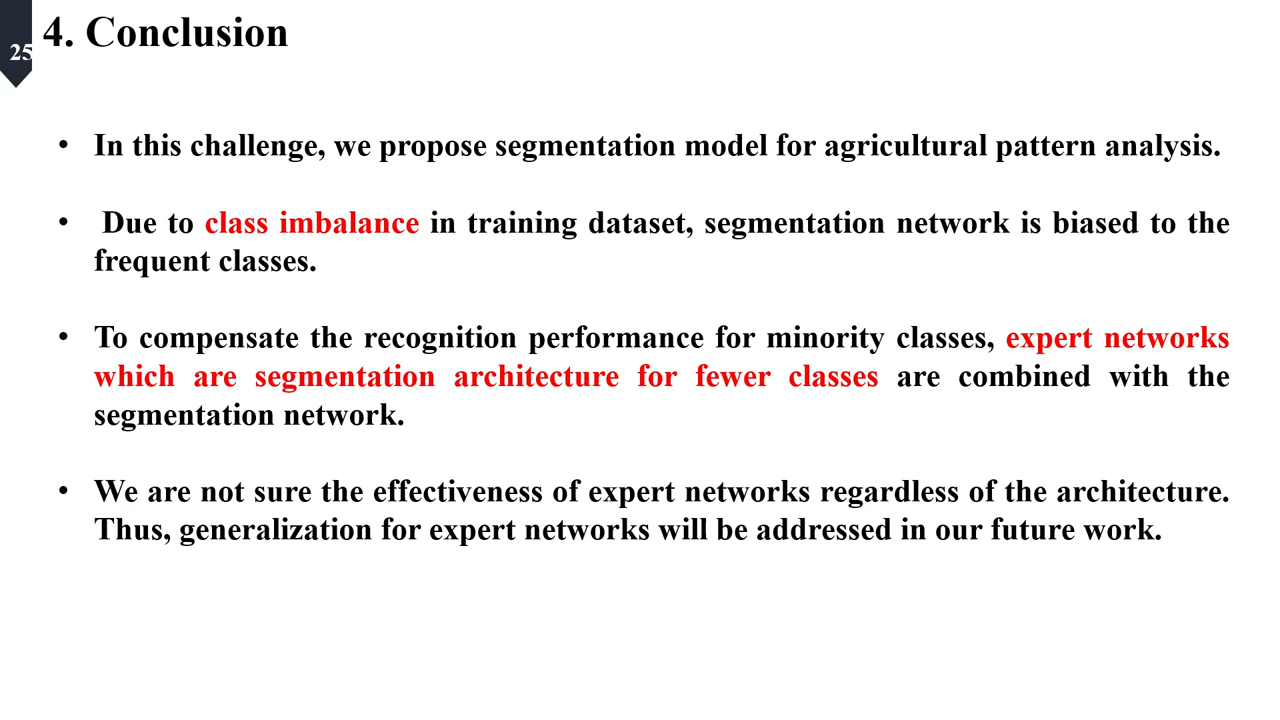 4. Conclusion
25
• In this challenge, we propose segmentation model for agricultural pattern analysis.
• Due to class imbalance in training dataset, segmentation network is biased to the
frequent classes.
• To compensate the recognition performance for minority classes, expert networks
which are segmentation architecture for fewer classes are combined with the
segmentation network.
• We are not sure the effectiveness of expert networks regardless of the architecture.
Thus, generalization for expert networks will be addressed in our future work.